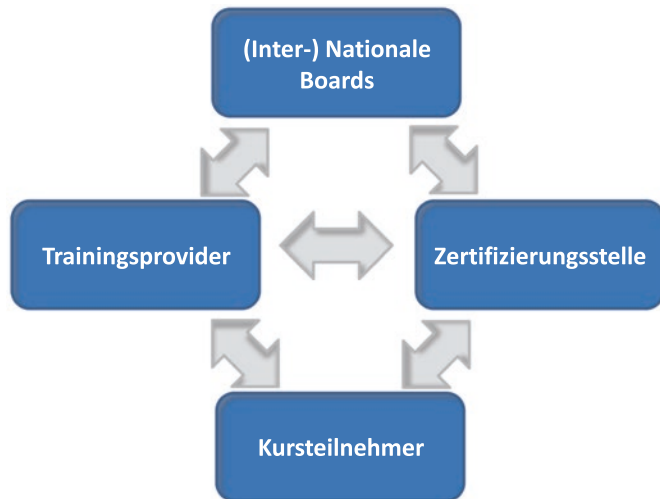 (Inter-) Nationale
Boards
Trainingsprovider
Zertifizierungsstelle
Kursteilnehmer